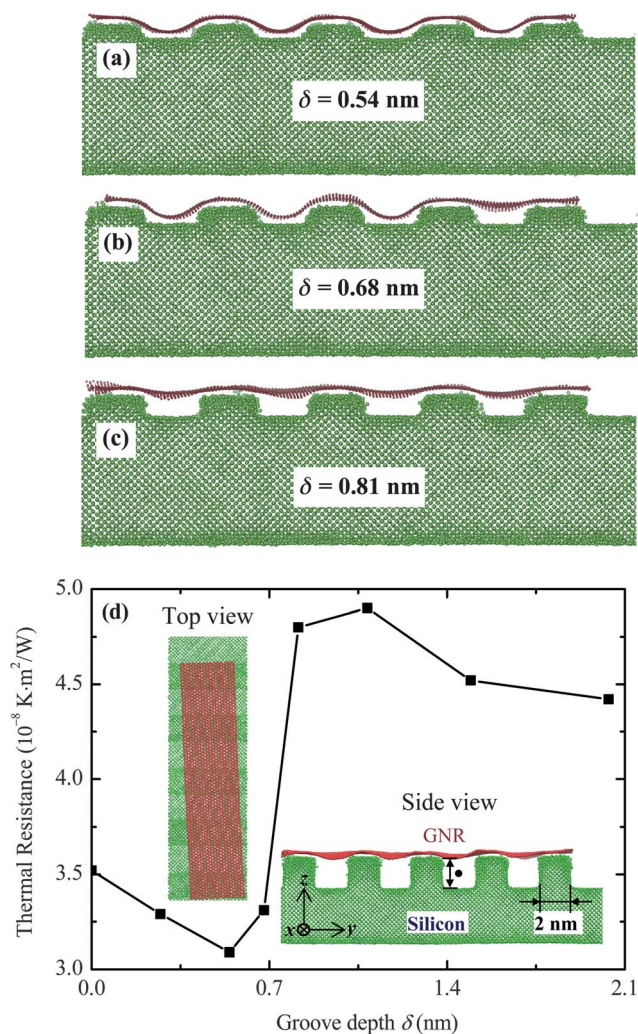 (a)
δ = 0.54 nm
(b)
δ = 0.68 nm
(c)
δ = 0.81 nm
(d)
Top view
Side view
GNR
z
x
y
Silicon
2 nm
5.0
4.5
4.0
3.5
3.0
Thermal Resistance (10⁻⁸ K·m²/W)
0.0
0.7
1.4
2.1
Groove depth δ (nm)